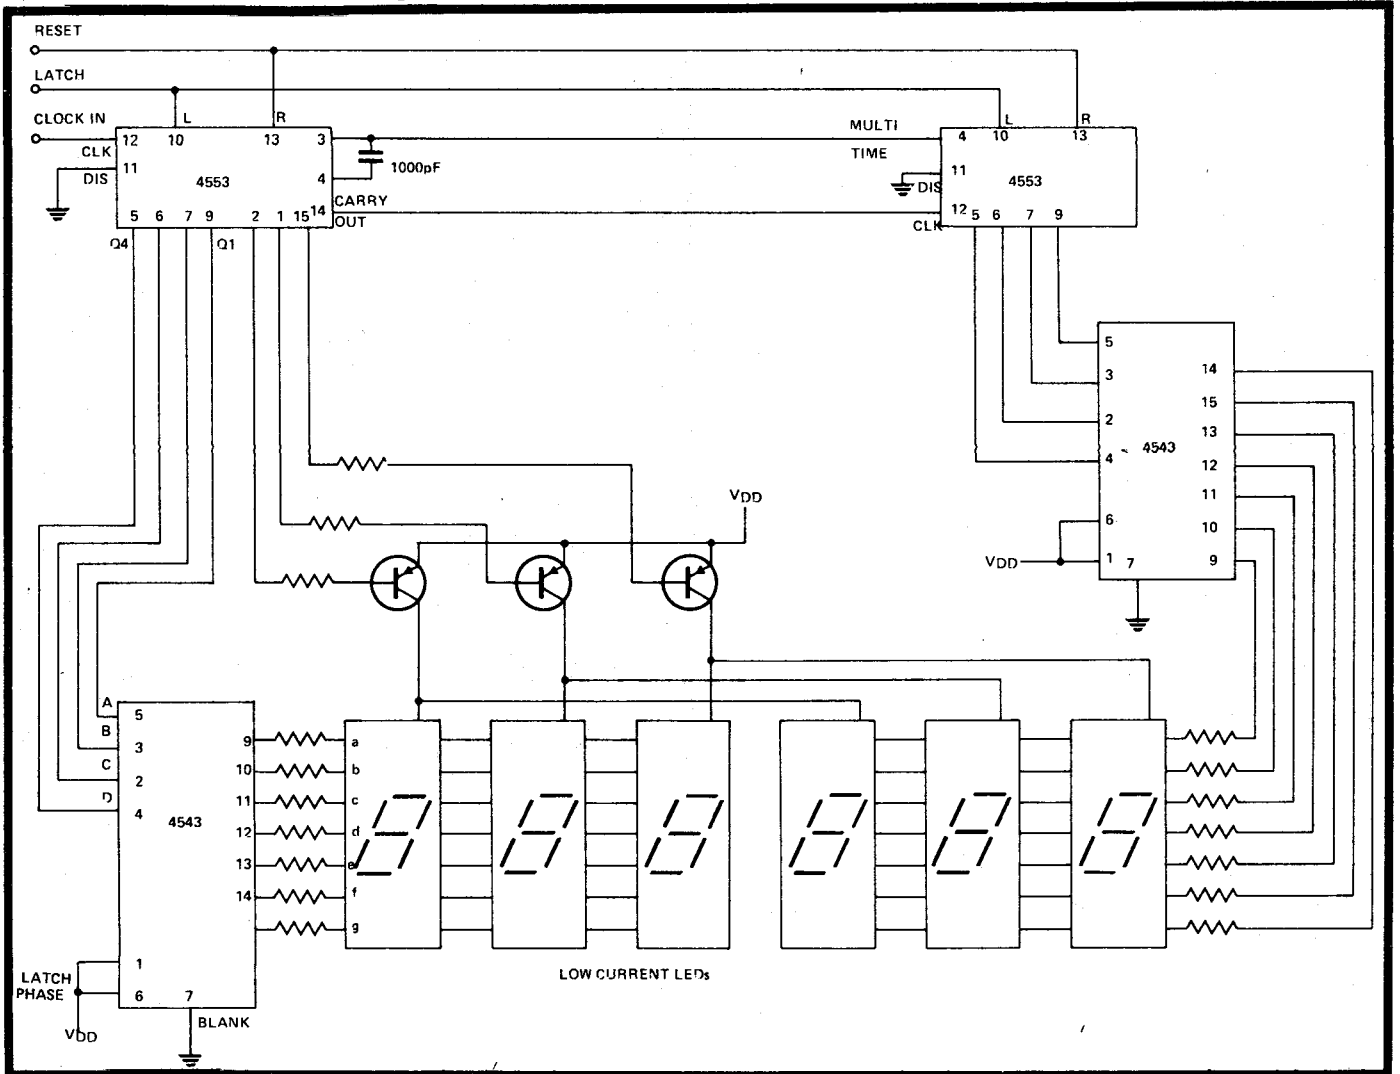 RESET
LATCH
CLOCK IN
L
R
12
10
13
3
CLK
11
DIS
4553
1000pF
4
CARRY
14
OUT
5
6
7
9
2
1
15
Q4
Q1
MULTI
TIME
L
R
4
10
13
11
DIS
4553
12
CLK
5
6
7
9
5
3
2
4
4543
6
1
7
14
15
13
12
11
10
9
VDD
VDD
A
B
C
D
5
3
2
4
4543
9
10
11
12
13
14
a
b
c
d
e
f
g
1
6
7
LATCH
PHASE
VDD
BLANK
LOW CURRENT LEDs